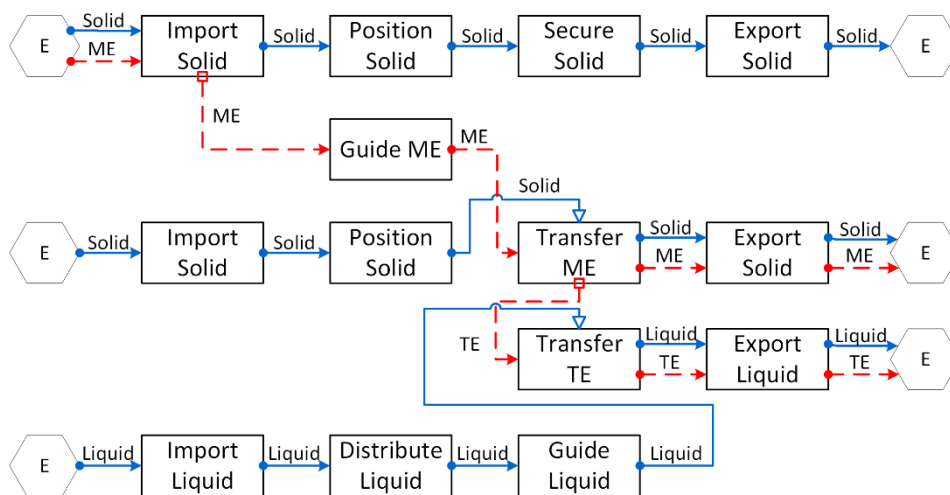 Solid
E
ME
Import
Solid
Solid
Position
Solid
Solid
Secure
Solid
Solid
Export
Solid
Solid
E
ME
Guide ME
ME
Solid
E
Solid
Import
Solid
Solid
Position
Solid
Transfer
ME
Solid
ME
Export
Solid
Solid
ME
E
TE
Transfer
TE
Liquid
TE
Export
Liquid
Liquid
TE
E
E
Liquid
Import
Liquid
Liquid
Distribute
Liquid
Liquid
Guide
Liquid
Liquid